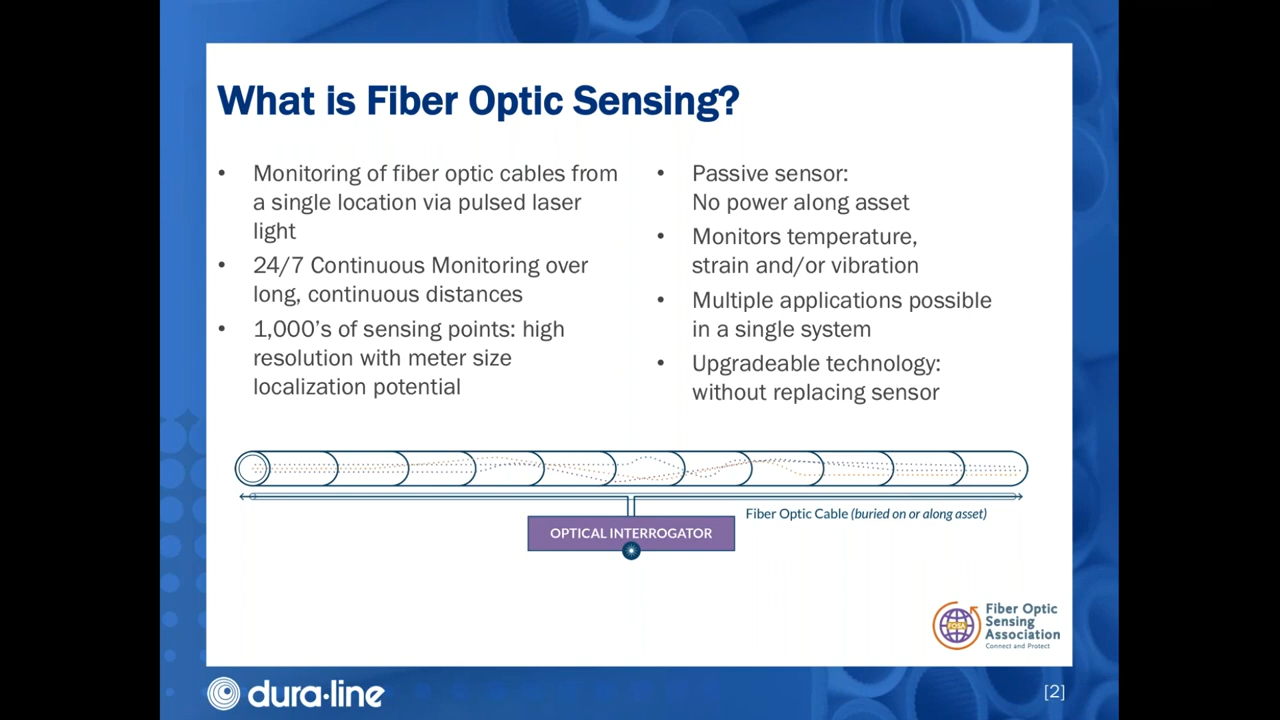 What is Fiber Optic Sensing?
• Monitoring of fiber optic cables from
a single location via pulsed laser
light
• 24/7 Continuous Monitoring over
long, continuous distances
• 1,000’s of sensing points: high
resolution with meter size
localization potential
• Passive sensor:
No power along asset
• Monitors temperature,
strain and/or vibration
• Multiple applications possible
in a single system
• Upgradeable technology:
without replacing sensor
Fiber Optic Cable (buried on or along asset)
OPTICAL INTERROGATOR
FOSA
Fiber Optic
Sensing
Association
Connect and Protect
dura·line
[2]